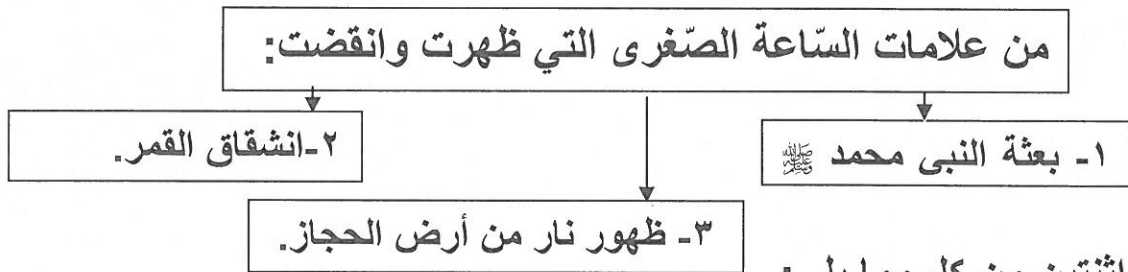 من علامات السّاعة الصّغرى التي ظهرت وانقضت:
١- بعثة النبي محمد ﷺ
٢-انشقاق القمر.
٣- ظهور نار من أرض الحجاز.